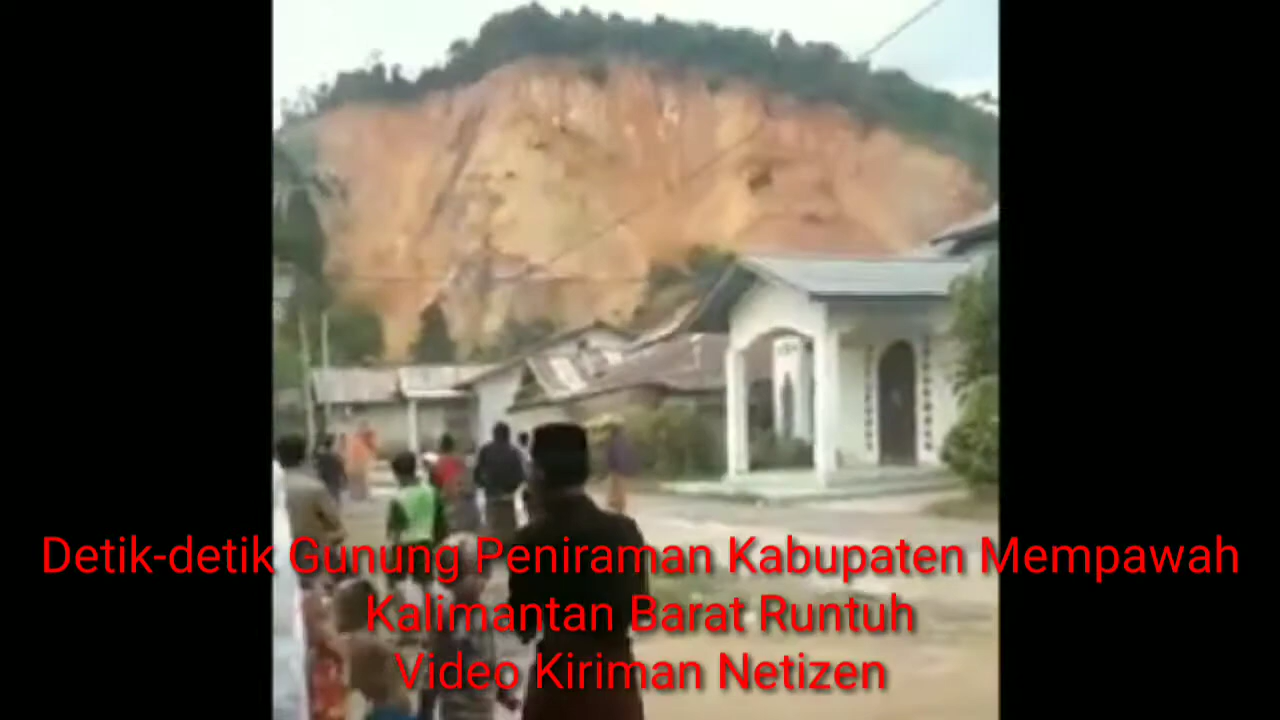 Detik-detik Gunung Peniraman Kabupaten Mempawah
Kalimantan Barat Runtuh
Video Kiriman Netizen